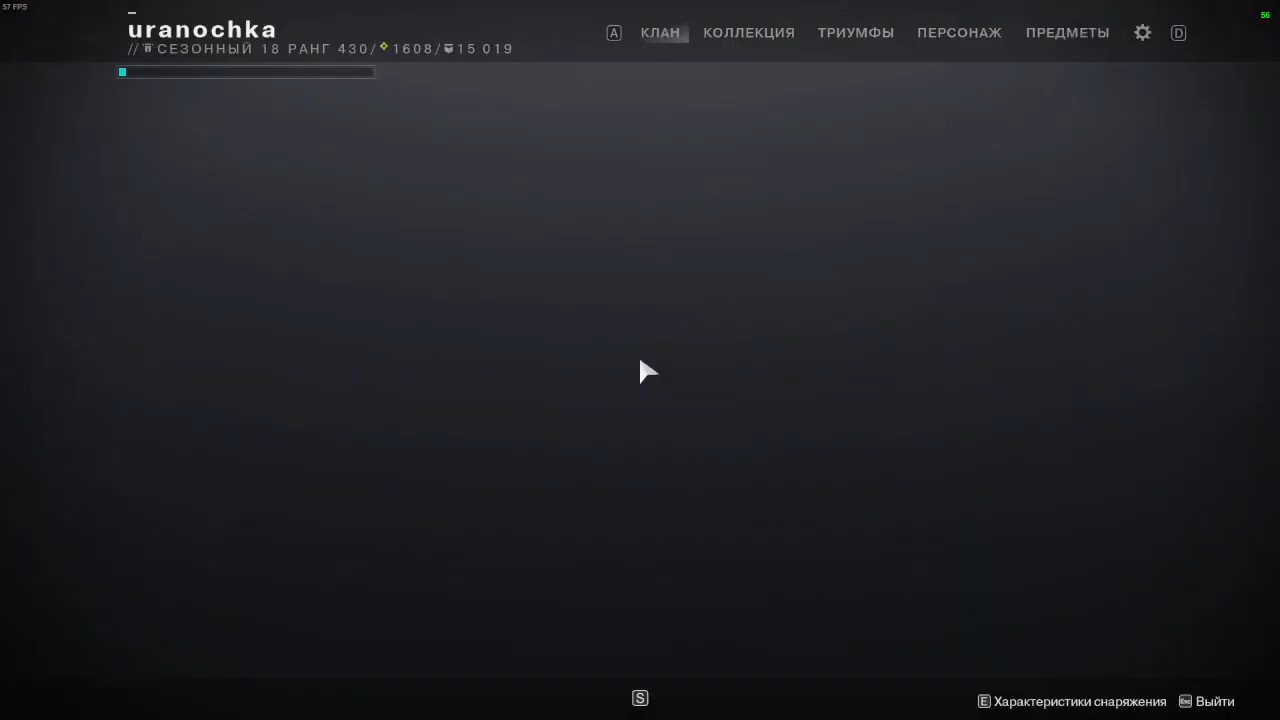 57 FPS
56
uranochka
// СЕЗОННЫЙ 18 РАНГ 430/ 1608/ 15 019
A КЛАН КОЛЛЕКЦИЯ ТРИУМФЫ ПЕРСОНАЖ ПРЕДМЕТЫ D
S
E Характеристики снаряжения Esc Выйти